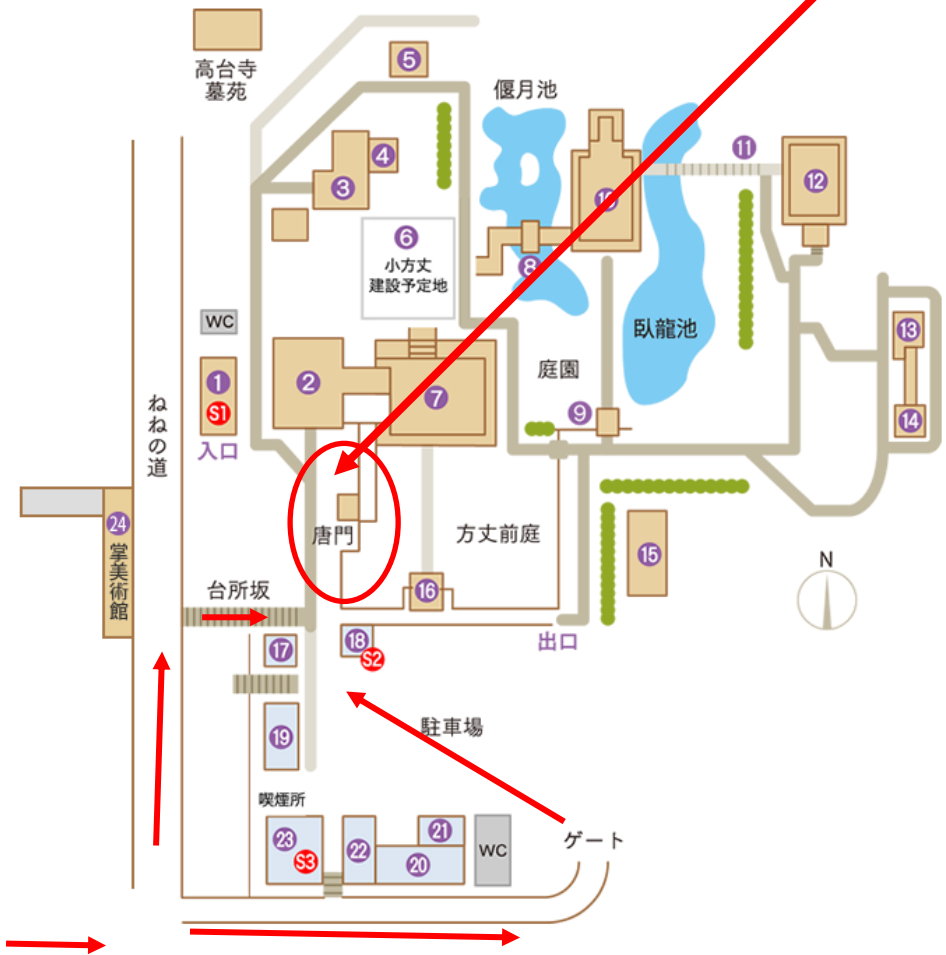 高台寺
墓苑
5
偃月池
11
4
3
12
10
6
小方丈
建設予定地
8
WC
臥龍池
13
庭園
1
S1
入口
2
7
9
14
ねねの道
24
掌美術館
唐門
方丈前庭
15
N
台所坂
16
17
18
S2
出口
19
駐車場
喫煙所
23
S3
22
21
20
WC
ゲート